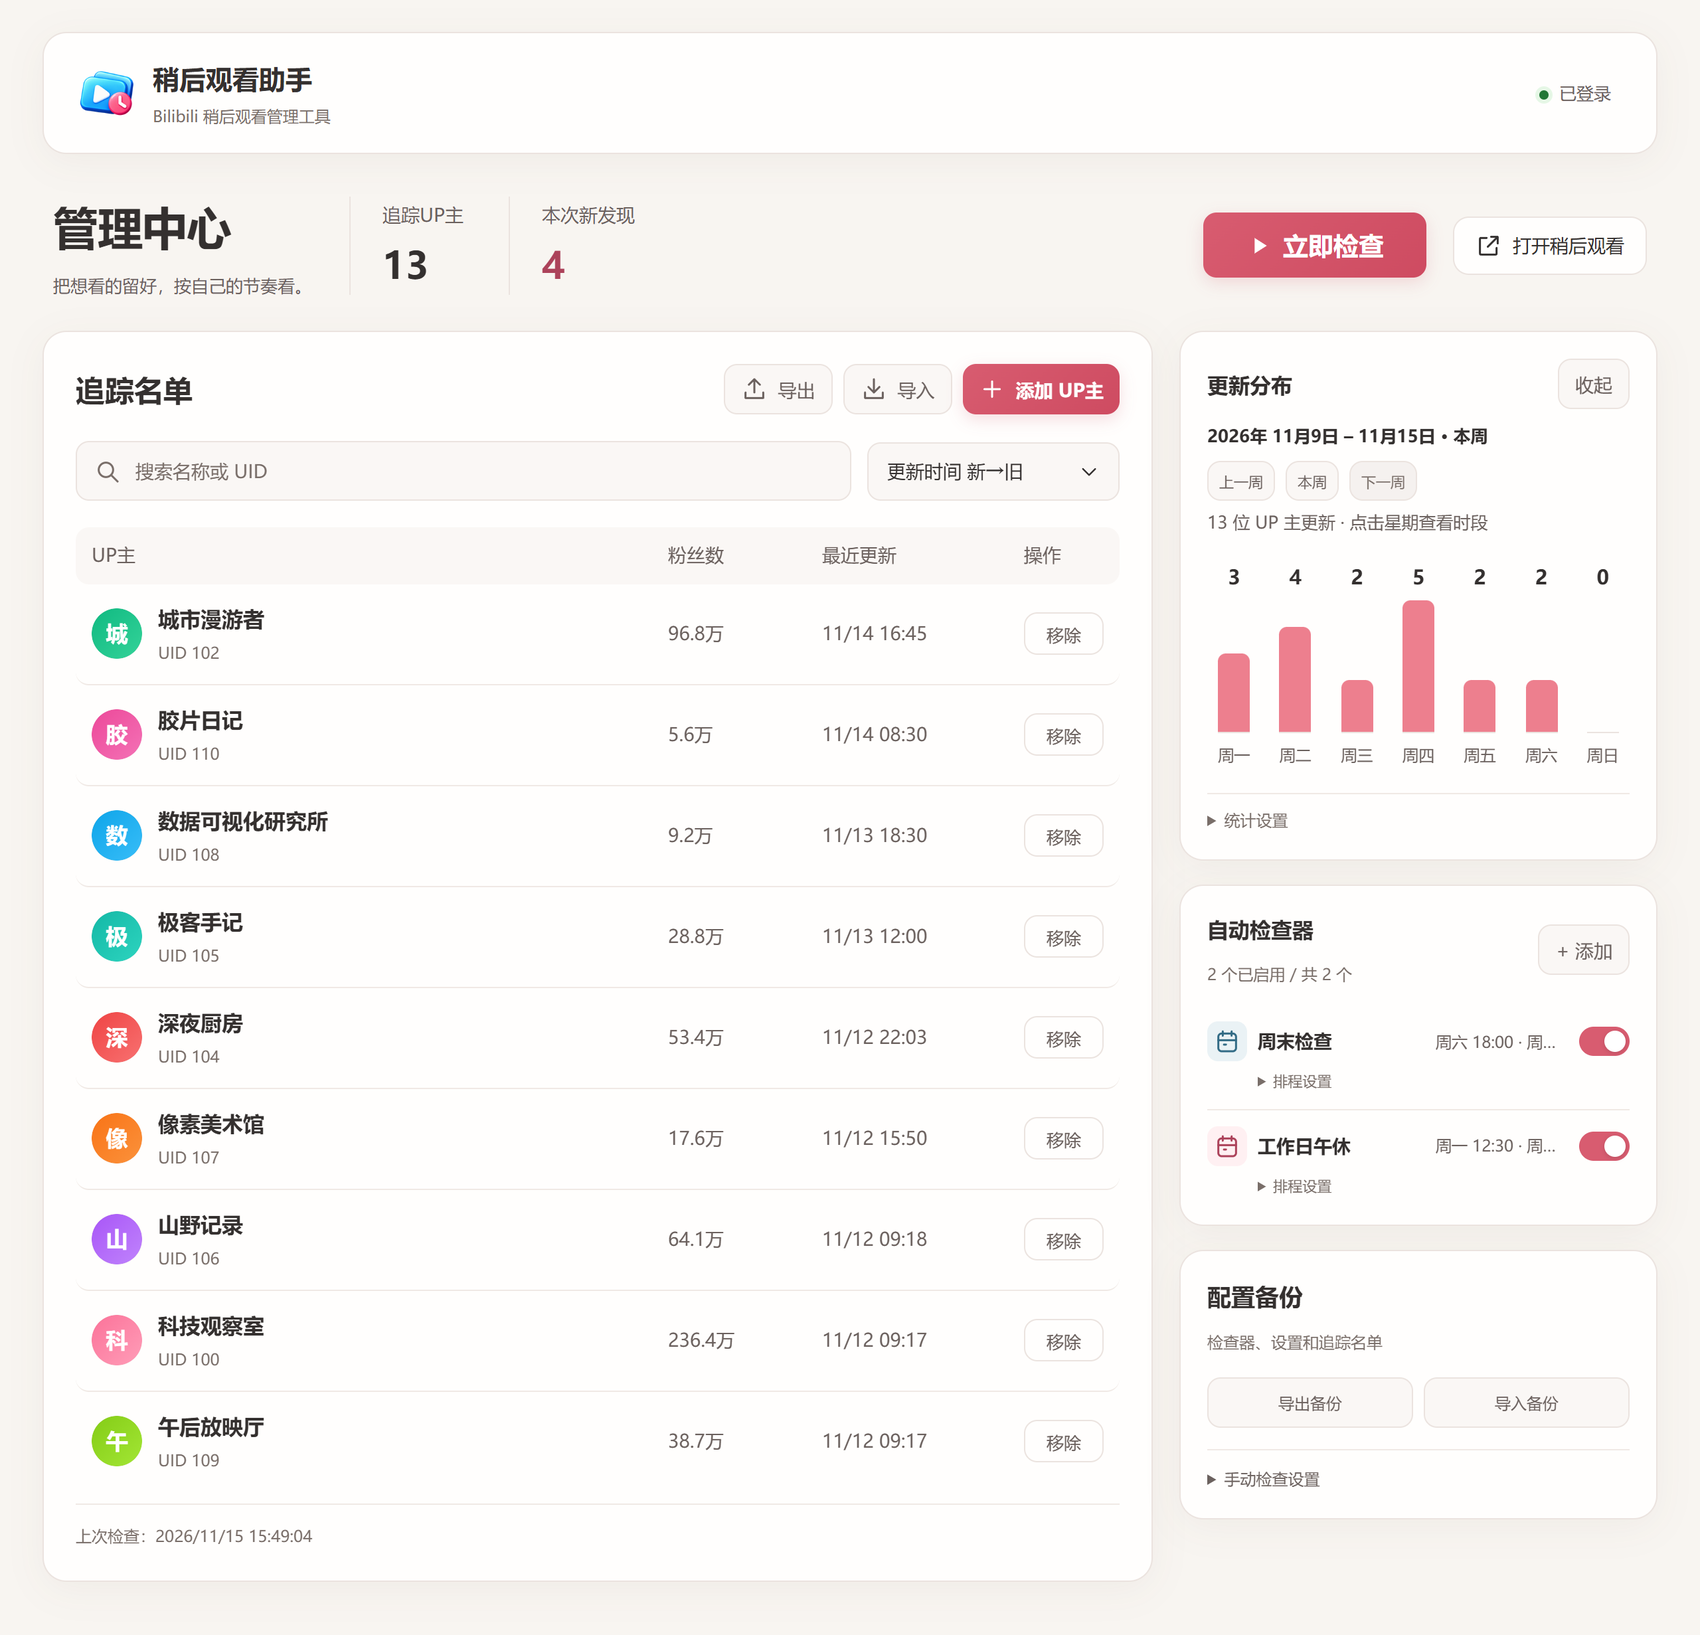 稍后观看助手
Bilibili 稍后观看管理工具
已登录
管理中心
把想看的留好，按自己的节奏看。
追踪UP主
13
本次新发现
4
立即检查
打开稍后观看
追踪名单
导出
导入
添加 UP主
搜索名称或 UID
更新时间 新→旧
UP主 粉丝数 最近更新 操作
城
城市漫游者
UID 102
96.8万 11/14 16:45 移除
胶
胶片日记
UID 110
5.6万 11/14 08:30 移除
数
数据可视化研究所
UID 108
9.2万 11/13 18:30 移除
极
极客手记
UID 105
28.8万 11/13 12:00 移除
深
深夜厨房
UID 104
53.4万 11/12 22:03 移除
像
像素美术馆
UID 107
17.6万 11/12 15:50 移除
山
山野记录
UID 106
64.1万 11/12 09:18 移除
科
科技观察室
UID 100
236.4万 11/12 09:17 移除
午
午后放映厅
UID 109
38.7万 11/12 09:17 移除
上次检查：2026/11/15 15:49:04
更新分布
收起
2026年 11月9日 – 11月15日 • 本周
上一周 本周 下一周
13 位 UP 主更新 · 点击星期查看时段
3 4 2 5 2 2 0
周一 周二 周三 周四 周五 周六 周日
统计设置
自动检查器
2 个已启用 / 共 2 个
+ 添加
周末检查 周六 18:00 · 周...
排程设置
工作日午休 周一 12:30 · 周...
排程设置
配置备份
检查器、设置和追踪名单
导出备份 导入备份
手动检查设置